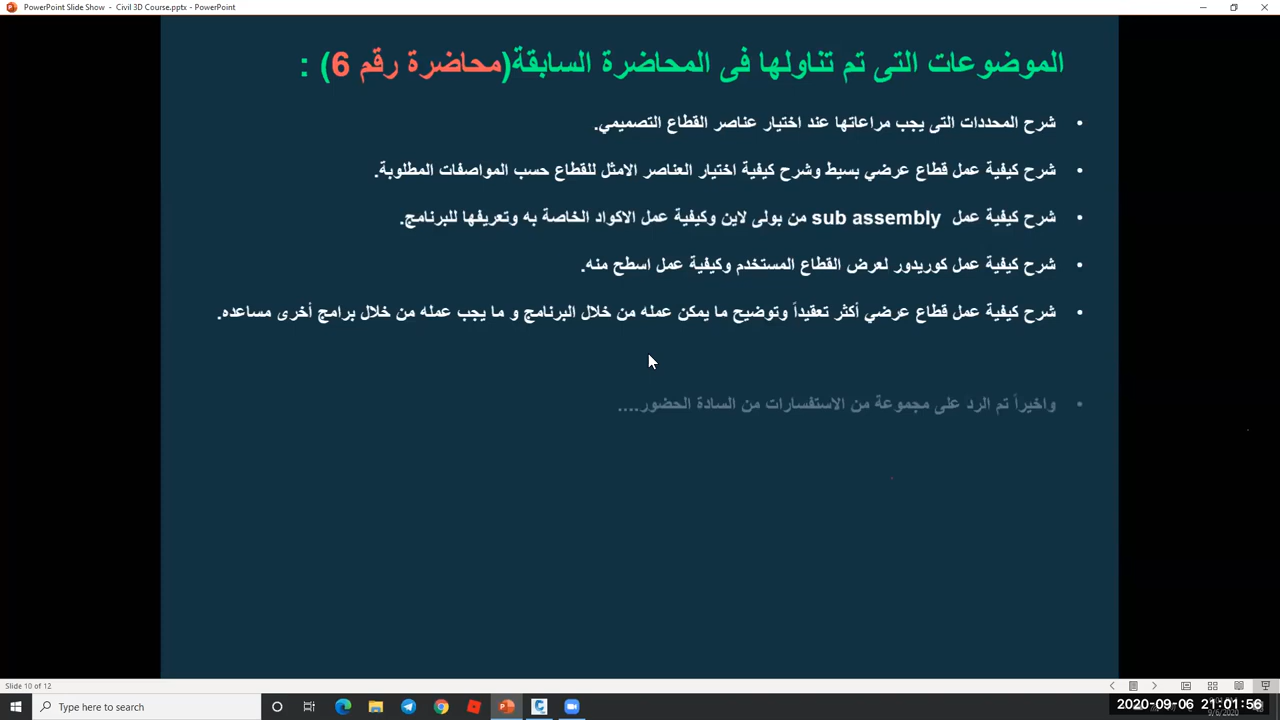 PowerPoint Slide Show - Civil 3D Course.pptx - PowerPoint
الموضوعات التى تم تناولها فى المحاضرة السابقة(محاضرة رقم 6) :
• شرح المحددات التى يجب مراعاتها عند اختيار عناصر القطاع التصميمي.
• شرح كيفية عمل قطاع عرضي بسيط وشرح كيفية اختيار العناصر الامثل للقطاع حسب المواصفات المطلوبة.
• شرح كيفية عمل sub assembly من بولى لاين وكيفية عمل الاكواد الخاصة به وتعريفها للبرنامج.
• شرح كيفية عمل كوريدور لعرض القطاع المستخدم وكيفية عمل اسطح منه.
• شرح كيفية عمل قطاع عرضي أكثر تعقيداً وتوضيح ما يمكن عمله من خلال البرنامج و ما يجب عمله من خلال برامج أخرى مساعده.
• واخيراً تم الرد على مجموعة من الاستفسارات من السادة الحضور....
Slide 10 of 12
Type here to search
2020-09-06 21:01:56